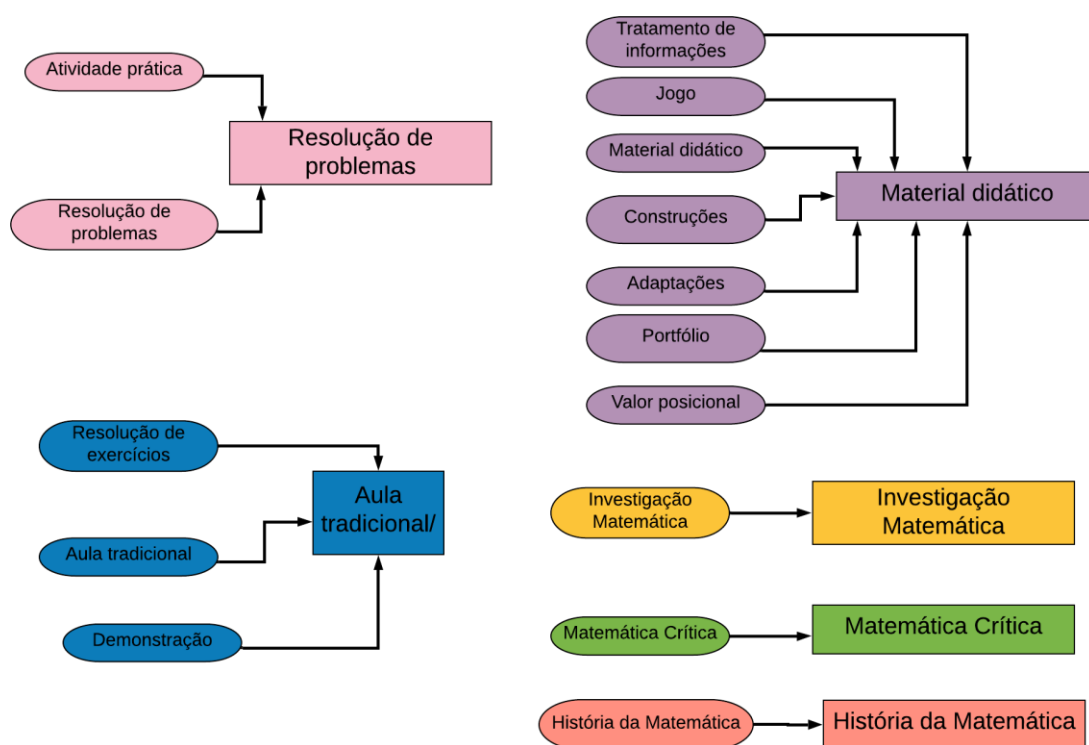 Atividade prática
Resolução de
problemas
Resolução de
problemas
Tratamento de
informações
Jogo
Material didático
Construções
Adaptações
Portfólio
Valor posicional
Material didático
Resolução de
exercícios
Aula tradicional
Demonstração
Aula
tradicional/
Investigação
Matemática
Investigação
Matemática
Matemática Crítica
Matemática Crítica
História da Matemática
História da Matemática